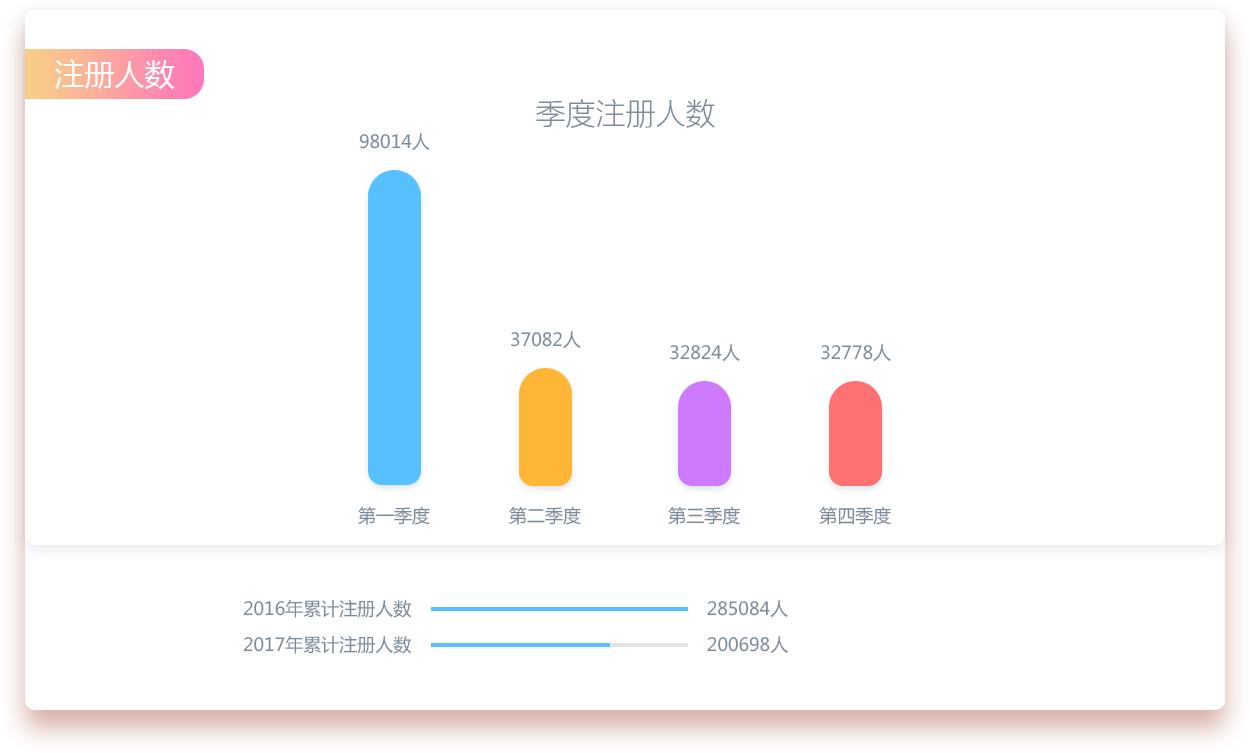 注册人数
季度注册人数
98014人
37082人
32824人
32778人
第一季度
第二季度
第三季度
第四季度
2016年累计注册人数 285084人
2017年累计注册人数 200698人